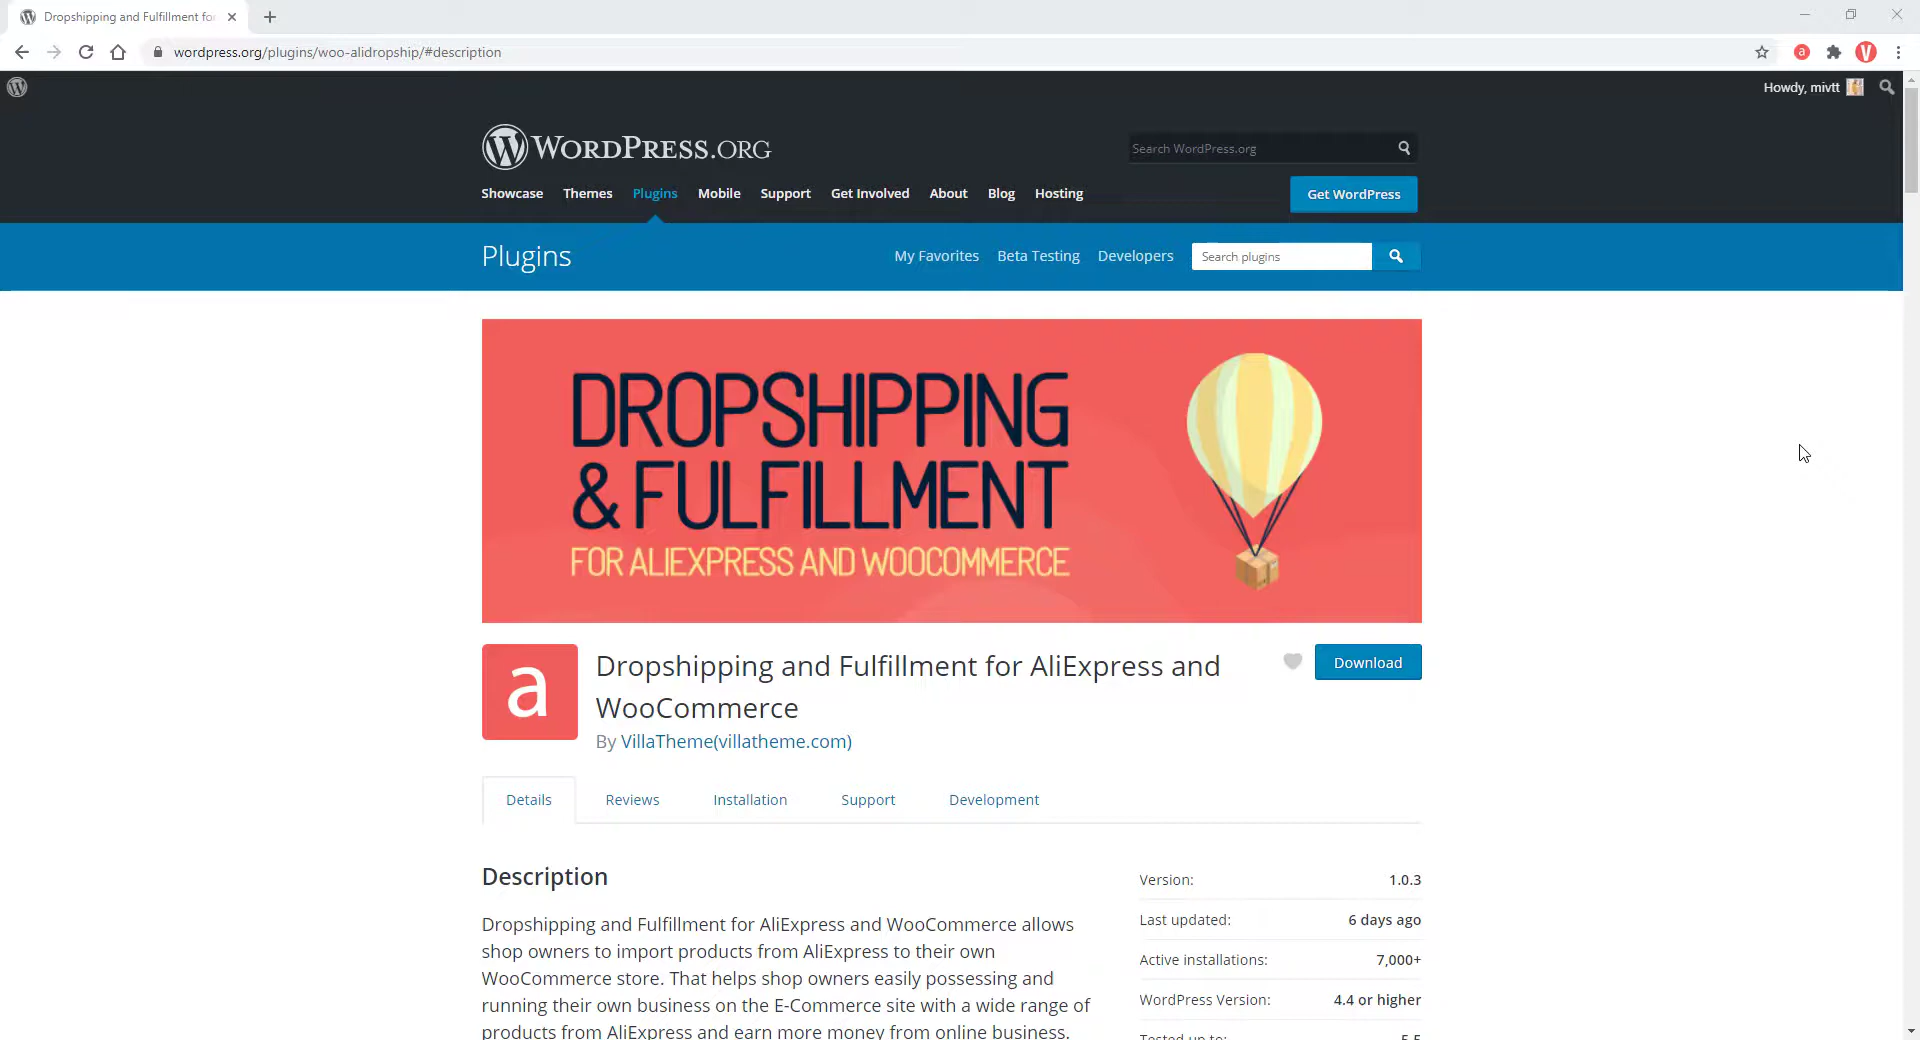 Dropshipping and Fulfillment fo
wordpress.org/plugins/woo-alidropship/#description
a
V
Howdy, mivtt
WORDPRESS.ORG
Search WordPress.org
Showcase Themes Plugins Mobile Support Get Involved About Blog Hosting
Get WordPress
Plugins
My Favorites Beta Testing Developers
Search plugins
DROPSHIPPING
& FULFILLMENT
FOR ALIEXPRESS AND WOOCOMMERCE
a
Dropshipping and Fulfillment for AliExpress and
WooCommerce
Download
By VillaTheme(villatheme.com)
Details Reviews Installation Support Development
Description
Dropshipping and Fulfillment for AliExpress and WooCommerce allows
shop owners to import products from AliExpress to their own
WooCommerce store. That helps shop owners easily possessing and
running their own business on the E-Commerce site with a wide range of
products from AliExpress and earn more money from online business.
Version: 1.0.3
Last updated: 6 days ago
Active installations: 7,000+
WordPress Version: 4.4 or higher
Tested up to: 5.5